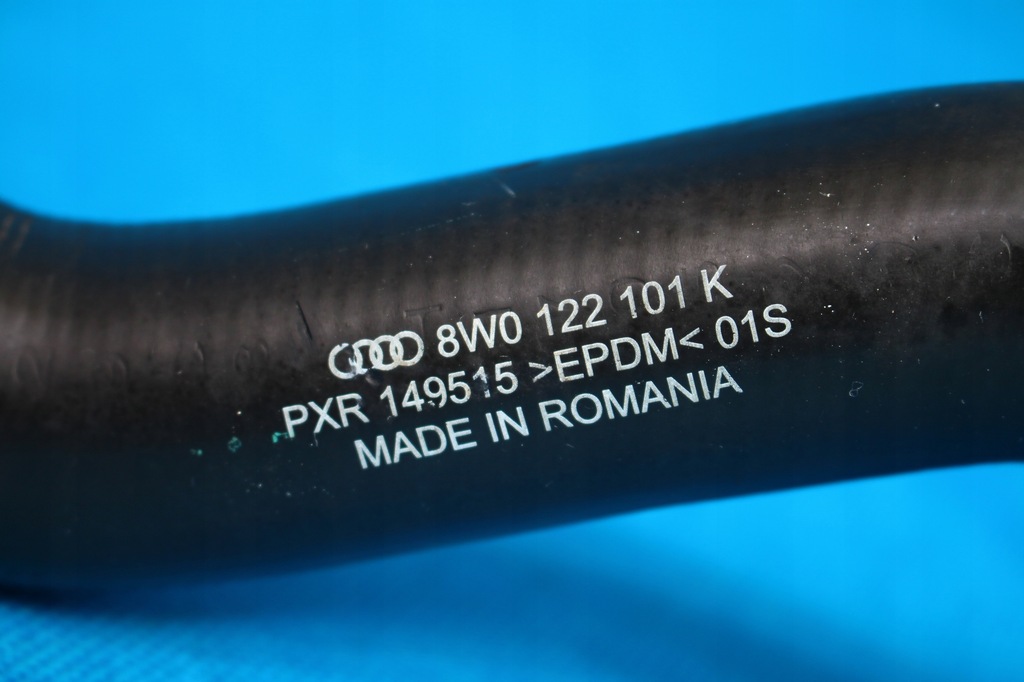 8W0 122 101 K
PXR 149515 >EPDM< 01S
MADE IN ROMANIA